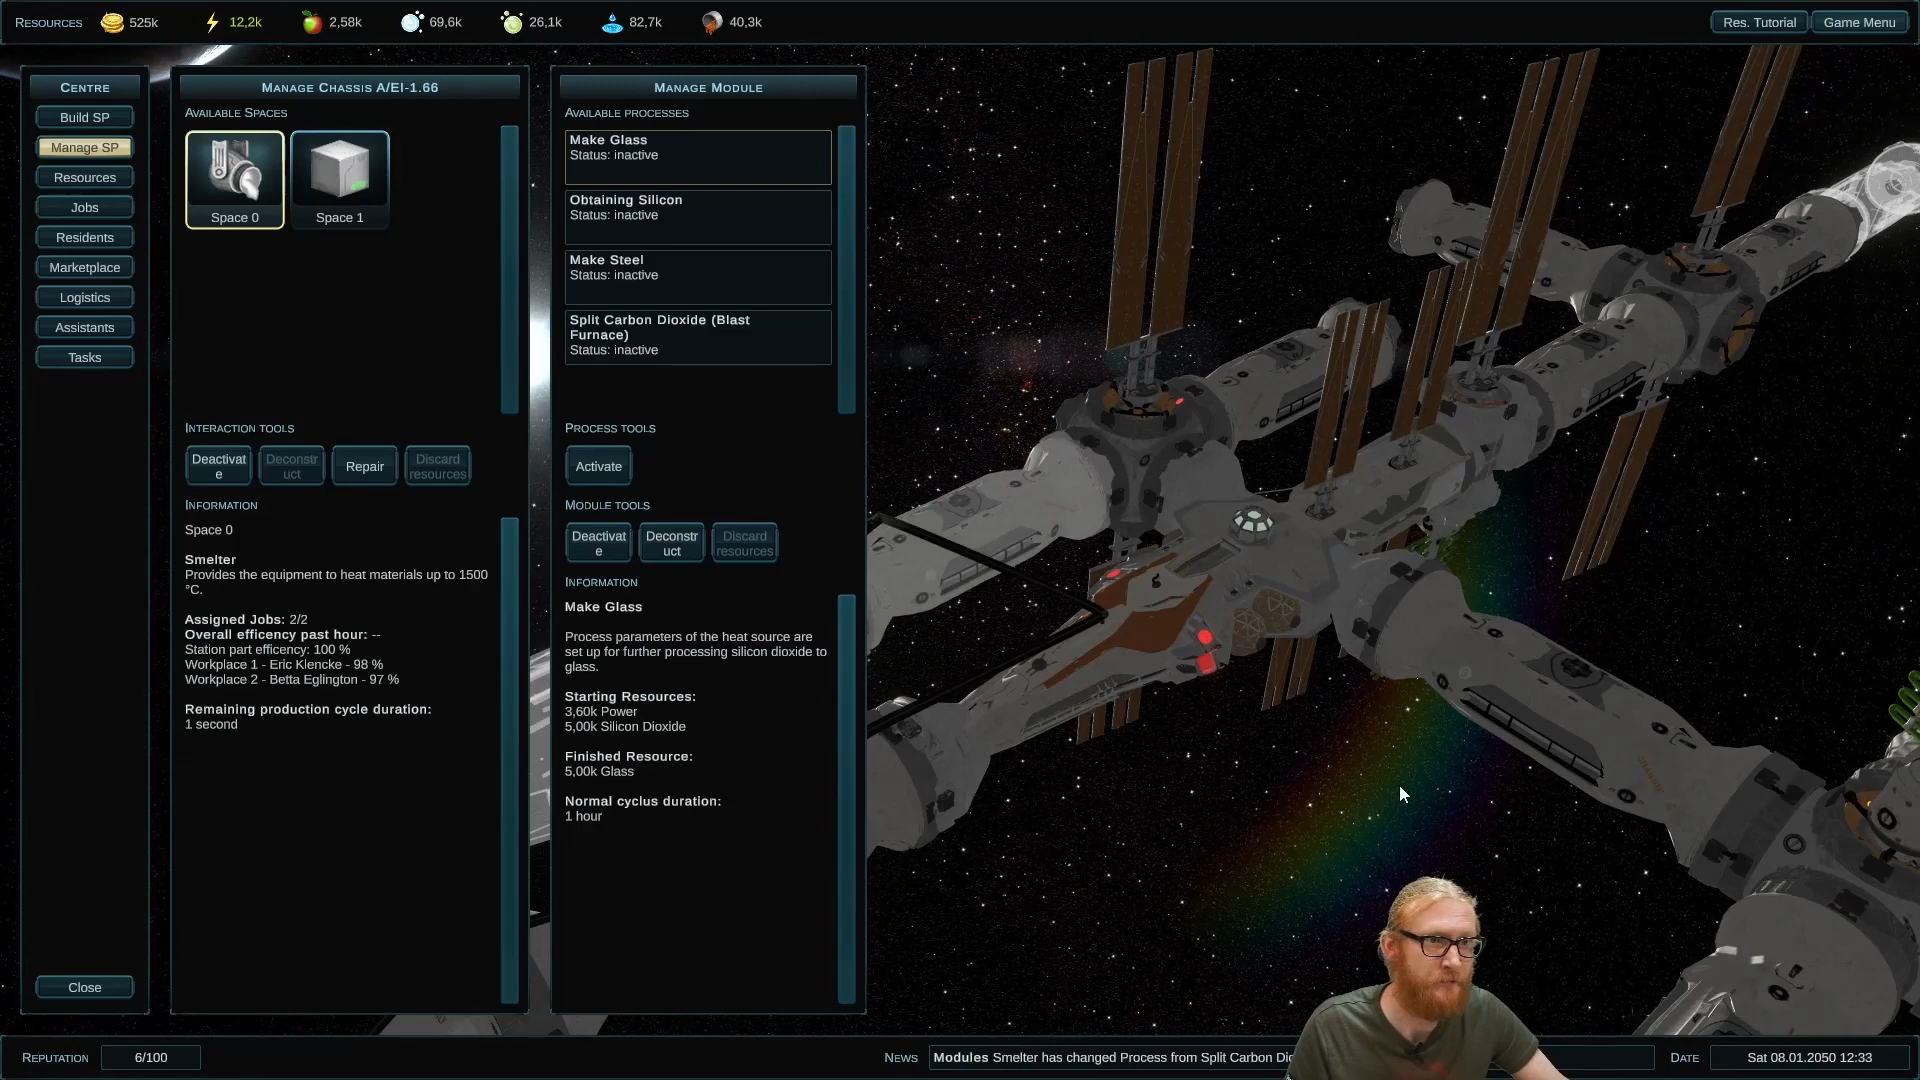 Resources
525k
12,2k
2,58k
69,6k
26,1k
82,7k
40,3k
Res. Tutorial
Game Menu
Centre
Build SP
Manage SP
Resources
Jobs
Residents
Marketplace
Logistics
Assistants
Tasks
Close
Manage Chassis A/EI-1.66
Available Spaces
Space 0
Space 1
Interaction Tools
Deactivat
e
Deconstr
uct
Repair
Discard
resources
Information
Space 0
Smelter
Provides the equipment to heat materials up to 1500
°C.
Assigned Jobs: 2/2
Overall efficency past hour: --
Station part efficency: 100 %
Workplace 1 - Eric Klencke - 98 %
Workplace 2 - Betta Eglington - 97 %
Remaining production cycle duration:
1 second
Manage Module
Available processes
Make Glass
Status: inactive
Obtaining Silicon
Status: inactive
Make Steel
Status: inactive
Split Carbon Dioxide (Blast
Furnace)
Status: inactive
Process Tools
Activate
Module Tools
Deactivat
e
Deconstr
uct
Discard
resources
Information
Make Glass
Process parameters of the heat source are
set up for further processing silicon dioxide to
glass.
Starting Resources:
3,60k Power
5,00k Silicon Dioxide
Finished Resource:
5,00k Glass
Normal cyclus duration:
1 hour
Reputation
6/100
News
Modules Smelter has changed Process from Split Carbon Dio
Date
Sat 08.01.2050 12:33